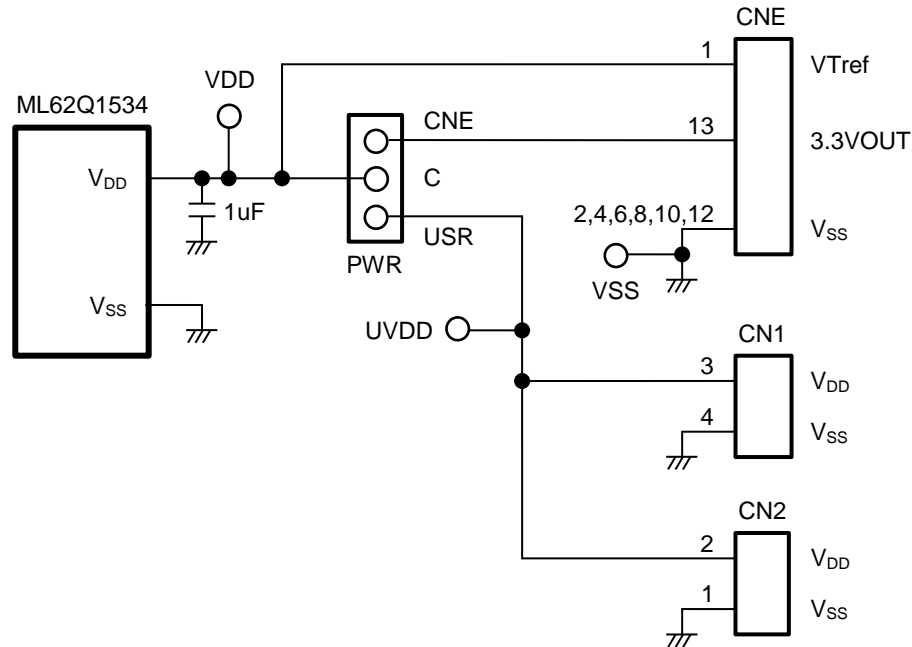 CNE
1
VTref
VDD
ML62Q1534
CNE
13
3.3VOUT
VDD
C
1uF
2,4,6,8,10,12
VSS
USR
PWR
VSS
VSS
UVDD
CN1
3
VDD
4
VSS
CN2
2
VDD
1
VSS